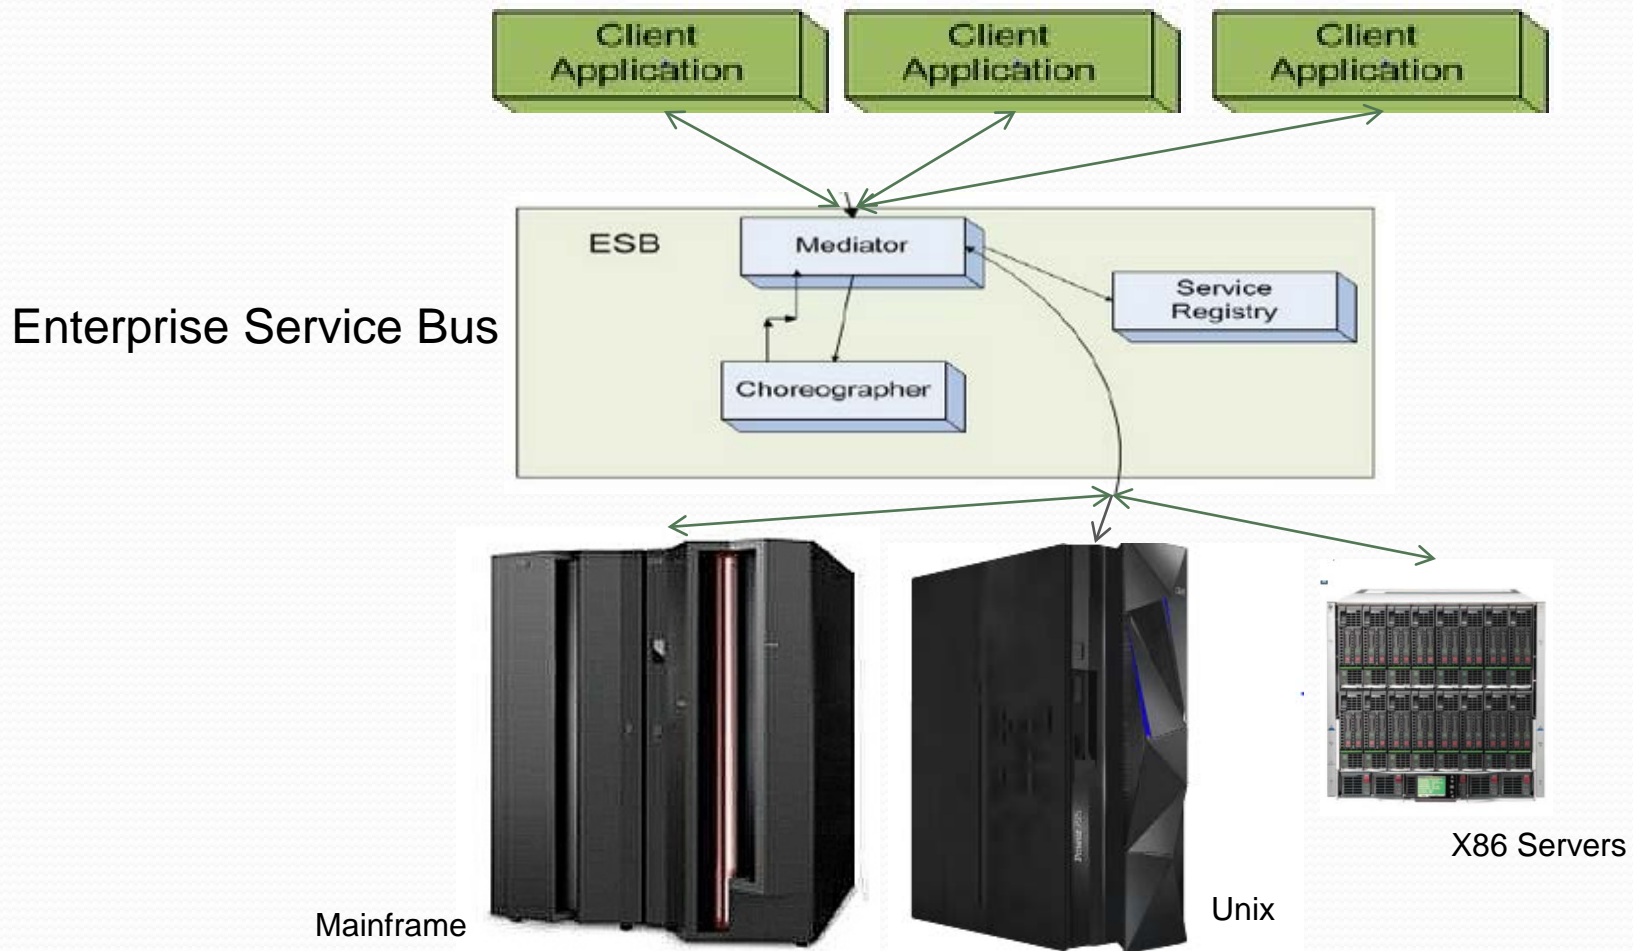 Client
Application
Client
Application
Client
Application
ESB
Mediator
Service
Registry
Enterprise Service Bus
Choreographer
X86 Servers
Unix
Mainframe